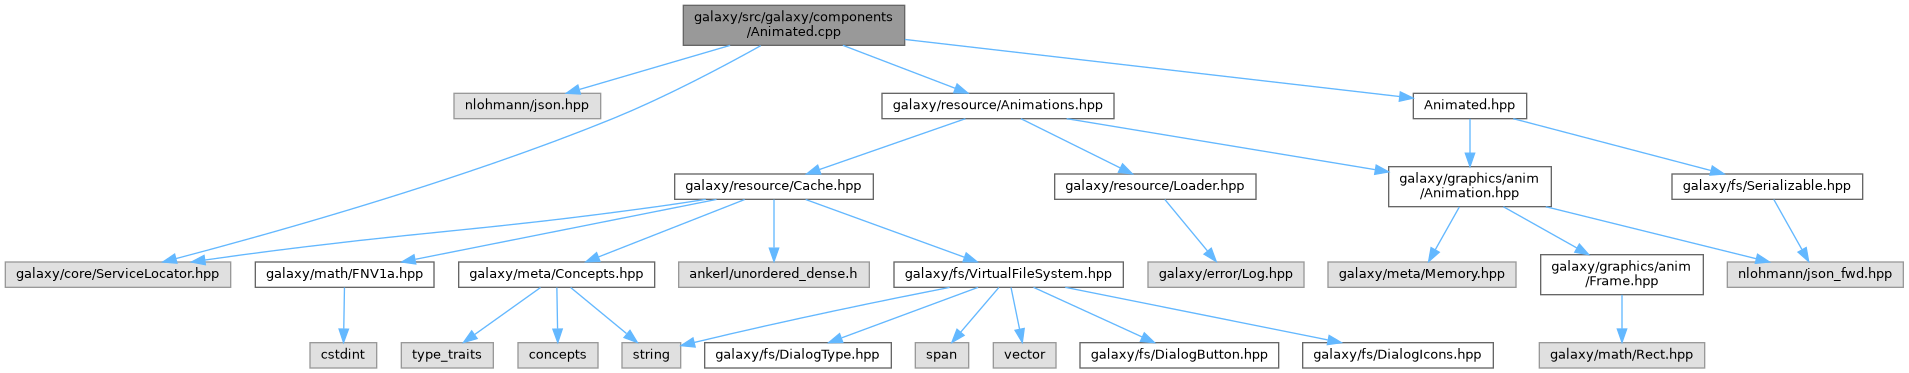 galaxy/src/galaxy/components
/Animated.cpp
nlohmann/json.hpp
galaxy/resource/Animations.hpp
Animated.hpp
galaxy/resource/Cache.hpp
galaxy/resource/Loader.hpp
galaxy/graphics/anim
/Animation.hpp
galaxy/fs/Serializable.hpp
galaxy/core/ServiceLocator.hpp
galaxy/math/FNV1a.hpp
galaxy/meta/Concepts.hpp
ankerl/unordered_dense.h
galaxy/fs/VirtualFileSystem.hpp
galaxy/error/Log.hpp
galaxy/meta/Memory.hpp
galaxy/graphics/anim
/Frame.hpp
nlohmann/json_fwd.hpp
cstdint
type_traits
concepts
string
galaxy/fs/DialogType.hpp
span
vector
galaxy/fs/DialogButton.hpp
galaxy/fs/DialogIcons.hpp
galaxy/math/Rect.hpp